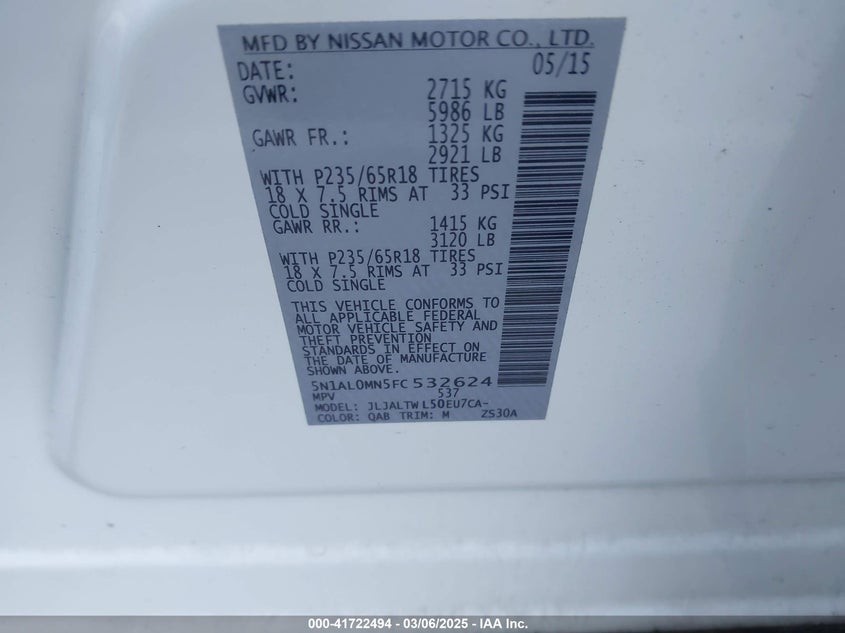 MFD BY NISSAN MOTOR CO., LTD.
DATE: 05/15
GVWR: 2715 KG
5986 LB
GAWR FR.: 1325 KG
2921 LB
WITH P235/65R18 TIRES
18 X 7.5 RIMS AT 33 PSI
COLD SINGLE
GAWR RR.: 1415 KG
3120 LB
WITH P235/65R18 TIRES
18 X 7.5 RIMS AT 33 PSI
COLD SINGLE
THIS VEHICLE CONFORMS TO
ALL APPLICABLE FEDERAL
MOTOR VEHICLE SAFETY AND
THEFT PREVENTION
STANDARDS IN EFFECT ON
THE DATE OF MANUFACTURE
SHOWN ABOVE.
5N1AL0MN5FC532624
MPV 537
MODEL: JLJALTWL50EU7CA-
COLOR: QAB TRIM: M ZS30A
000-41722494 - 03/06/2025 - IAA Inc.